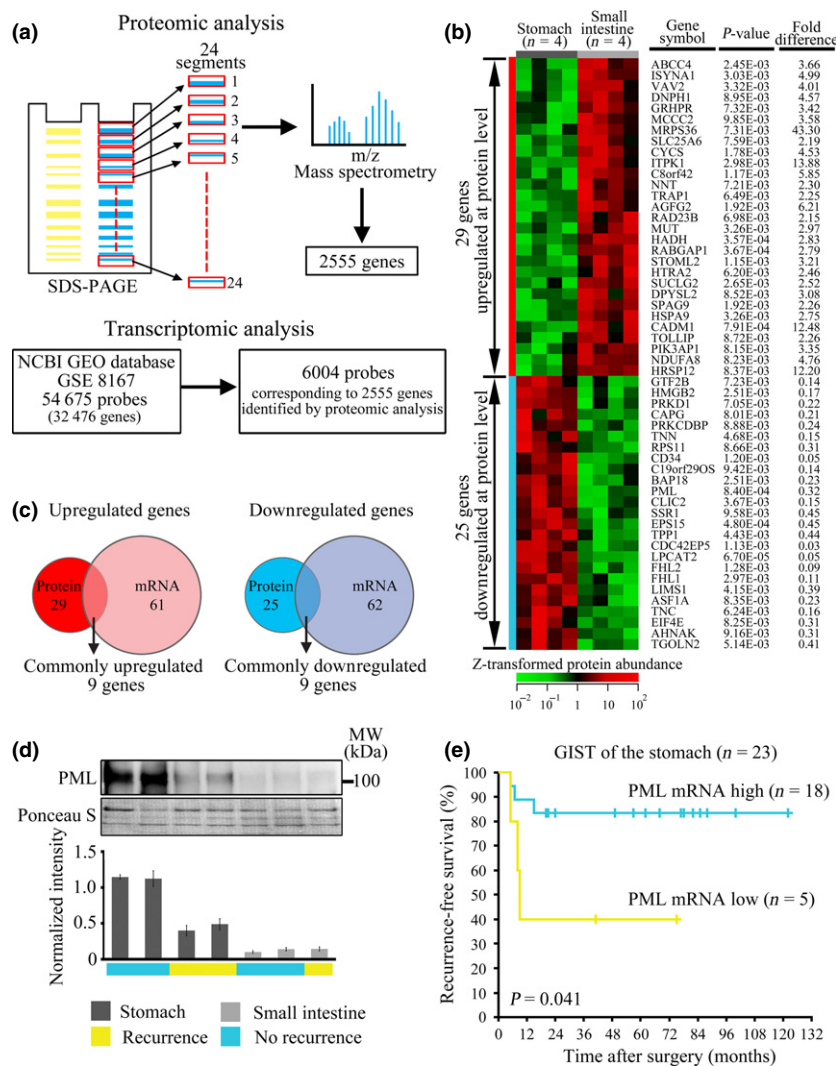 (a)
Proteomic analysis
24
segments
1
2
3
4
5
24
SDS-PAGE
m/z
Mass spectrometry
2555 genes
Transcriptomic analysis
NCBI GEO database
GSE 8167
54 675 probes
(32 476 genes)
6004 probes
corresponding to 2555 genes
identified by proteomic analysis
(b)
Stomach
(n = 4)
Small
intestine
(n = 4)
Gene
symbol
P-value
Fold
difference
29 genes
upregulated at protein level
25 genes
downregulated at protein level
ABCC4 2.45E-03 3.66
ISYNA1 3.03E-03 4.99
VAV2 3.32E-03 4.01
DNPH1 8.95E-03 4.57
GRHPR 7.32E-03 3.42
MCCC2 9.85E-03 3.58
MRPS36 7.31E-03 43.30
SLC25A6 7.59E-03 2.19
CYCS 1.78E-03 4.53
ITPK1 2.98E-03 13.88
C8orf42 1.17E-03 5.85
NNT 7.21E-03 2.30
TRAP1 6.49E-03 2.25
AGFG2 1.92E-03 6.21
RAD23B 6.98E-03 2.15
MUT 3.26E-03 2.97
HADH 3.57E-04 2.83
RABGAP1 3.67E-04 2.79
STOML2 1.15E-03 3.21
HTRA2 6.20E-03 2.46
SUCLG2 2.65E-03 2.52
DPYSL2 8.52E-03 3.08
SPAG9 1.92E-03 2.26
HSPA9 3.26E-03 2.75
CADM1 7.91E-04 12.48
TOLLIP 8.72E-03 2.26
PIK3AP1 8.15E-03 3.35
NDUFA8 8.23E-03 4.76
HRSP12 8.37E-03 12.20
GTF2B 7.23E-03 0.14
HMGB2 2.51E-03 0.17
PRKD1 7.05E-03 0.22
CAPG 8.01E-03 0.21
PRKCDBP 8.88E-03 0.24
TNN 4.68E-03 0.15
RPS11 8.66E-03 0.31
CD34 1.20E-03 0.05
C19orf29OS 9.42E-03 0.14
BAP18 2.51E-03 0.23
PML 8.40E-04 0.32
CLIC2 3.67E-03 0.15
SSR1 9.58E-03 0.45
EPS15 4.80E-04 0.45
TPP1 4.43E-03 0.44
CDC42EP5 1.13E-03 0.03
LPCAT2 6.70E-05 0.05
FHL2 1.28E-03 0.09
FHL1 2.97E-03 0.11
LIMS1 4.15E-03 0.39
ASF1A 8.35E-03 0.23
TNC 6.24E-03 0.16
EIF4E 8.25E-03 0.31
AHNAK 9.16E-03 0.31
TGOLN2 5.14E-03 0.41
Z-transformed protein abundance
10⁻² 10⁻¹ 1 10 10²
(c)
Upregulated genes
Protein
29
mRNA
61
Commonly upregulated
9 genes
Downregulated genes
Protein
25
mRNA
62
Commonly downregulated
9 genes
(d)
MW
(kDa)
PML
100
Ponceau S
Normalized intensity
1.5
1.0
0.5
0
Stomach
Small intestine
Recurrence
No recurrence
(e)
GIST of the stomach (n = 23)
PML mRNA high (n = 18)
PML mRNA low (n = 5)
P = 0.041
Recurrence-free survival (%)
100
90
80
70
60
50
40
30
20
10
0
0 12 24 36 48 60 72 84 96 108 120 132
Time after surgery (months)